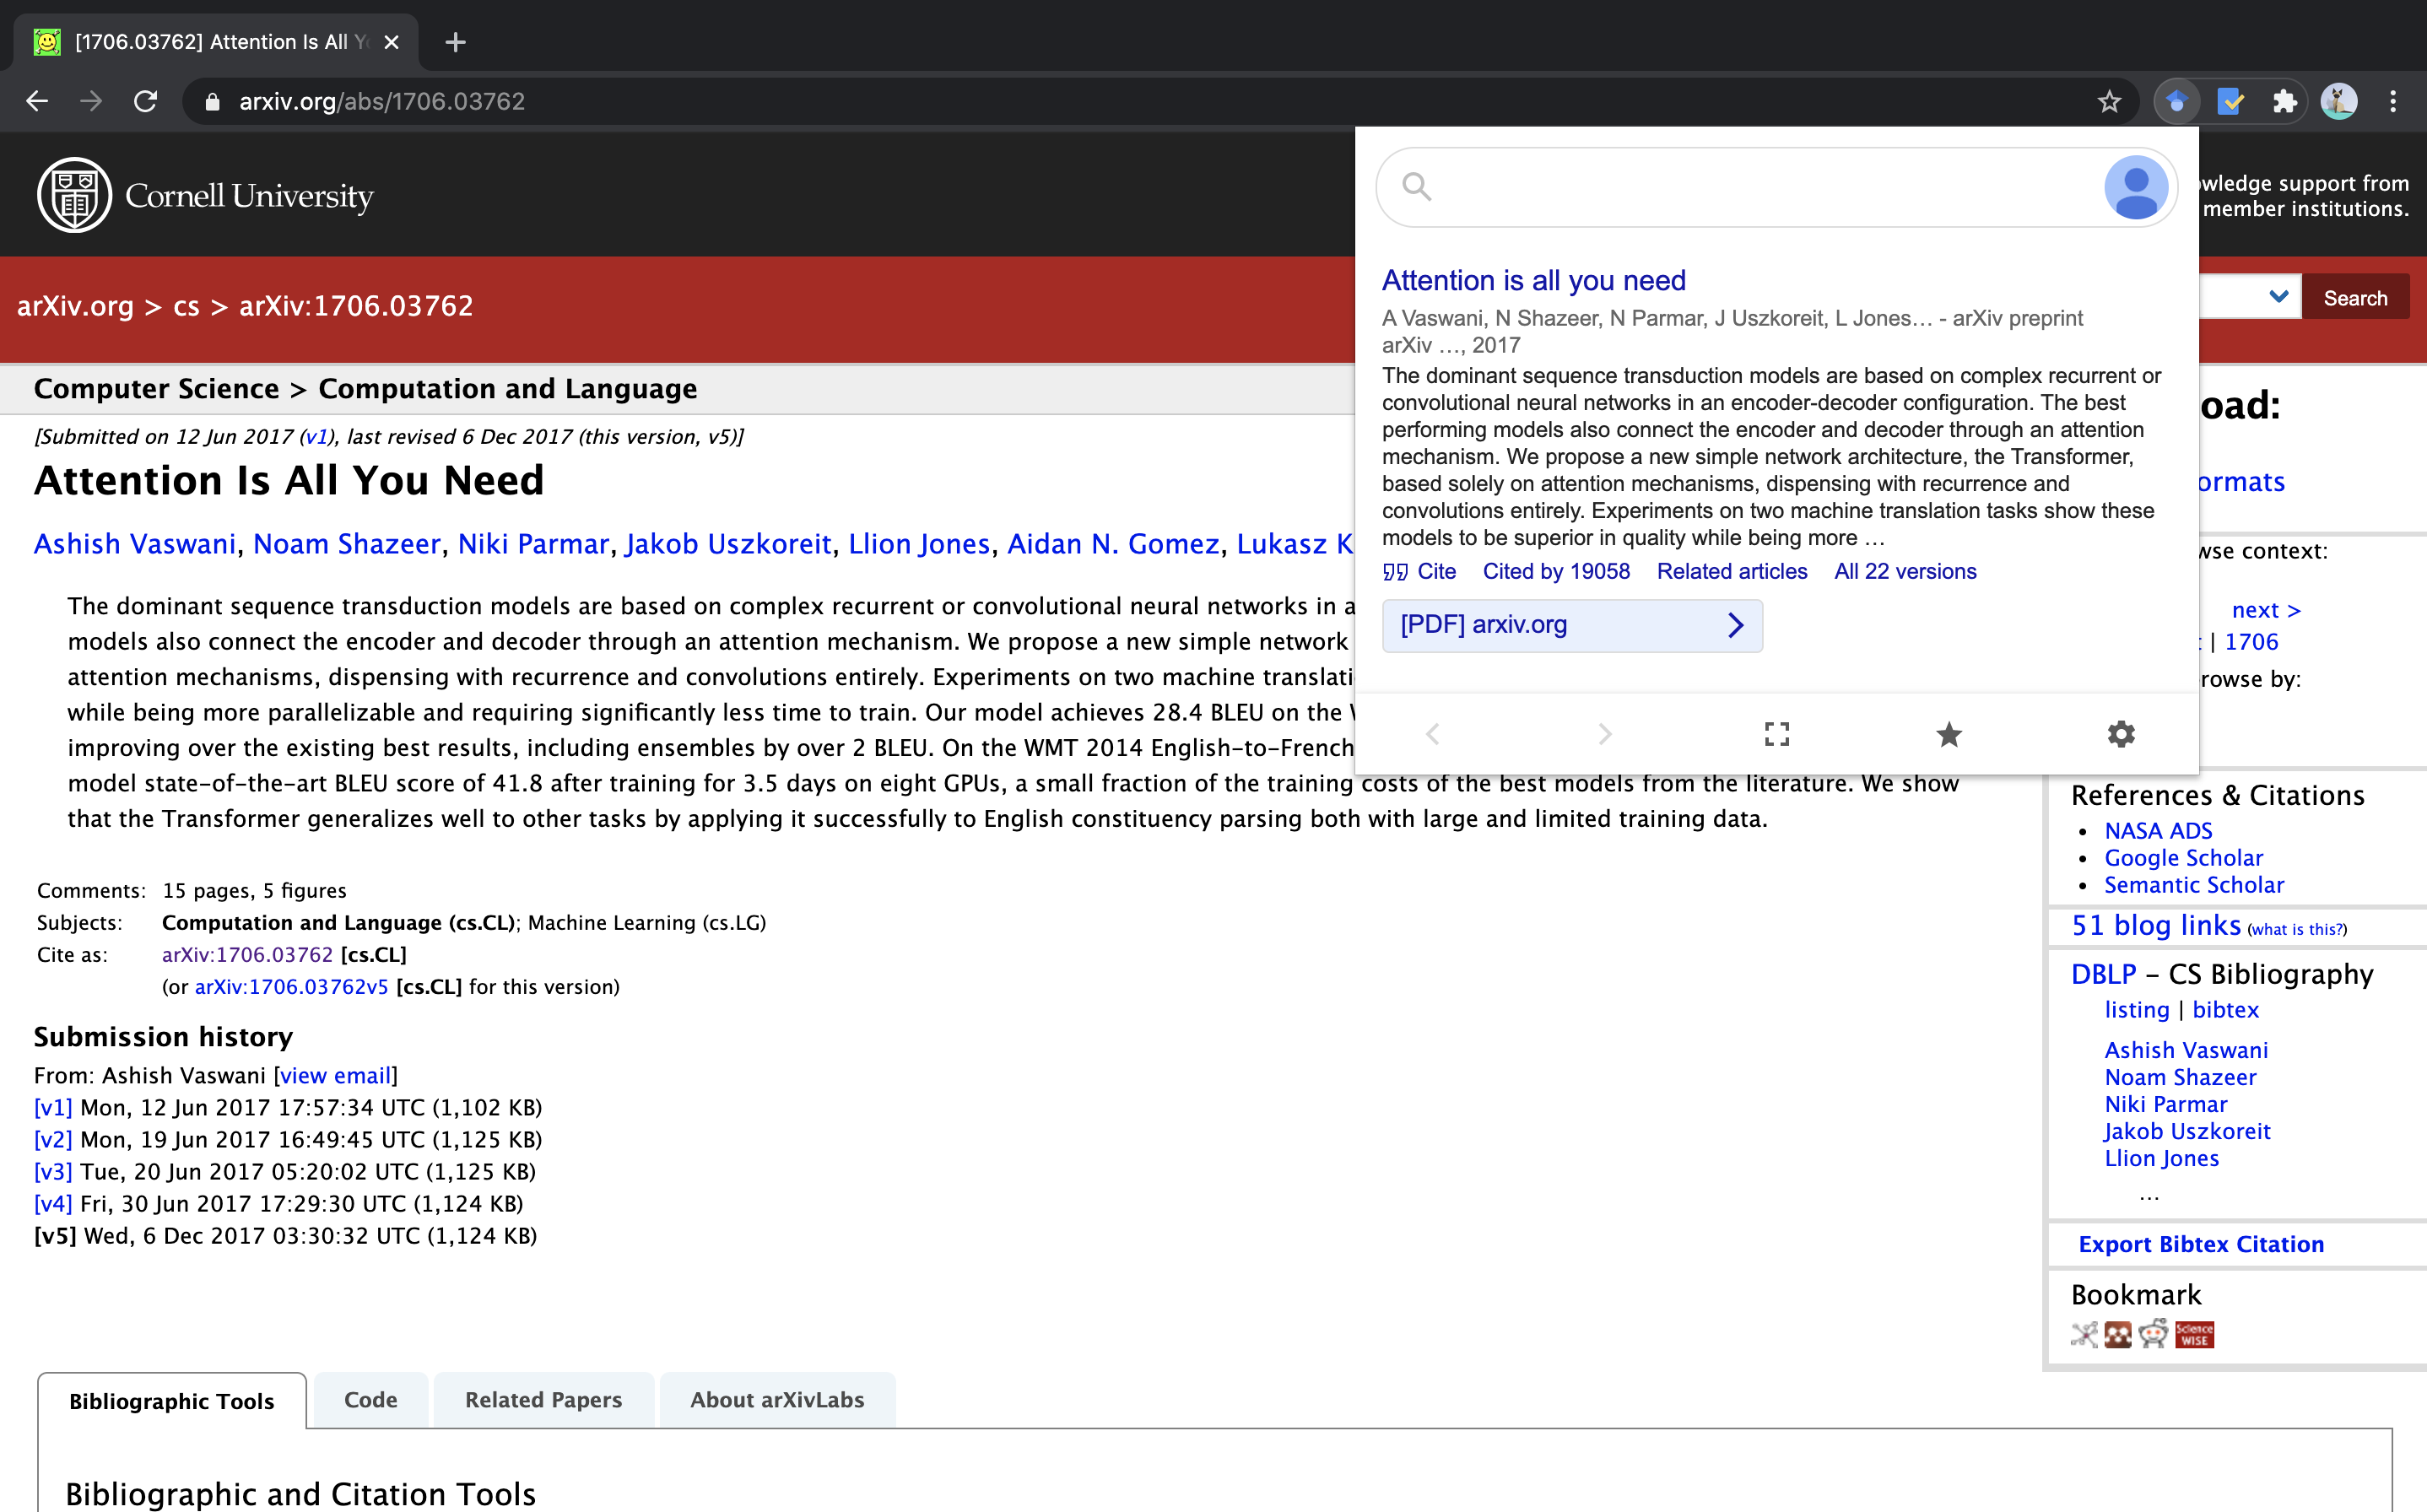 [1706.03762] Attention Is All Y
arxiv.org/abs/1706.03762
Cornell University
wledge support from
member institutions.
arXiv.org > cs > arXiv:1706.03762
Search
Computer Science > Computation and Language
[Submitted on 12 Jun 2017 (v1), last revised 6 Dec 2017 (this version, v5)]
Attention Is All You Need
Ashish Vaswani, Noam Shazeer, Niki Parmar, Jakob Uszkoreit, Llion Jones, Aidan N. Gomez, Lukasz K
The dominant sequence transduction models are based on complex recurrent or convolutional neural networks in a
models also connect the encoder and decoder through an attention mechanism. We propose a new simple network
attention mechanisms, dispensing with recurrence and convolutions entirely. Experiments on two machine translati
while being more parallelizable and requiring significantly less time to train. Our model achieves 28.4 BLEU on the
improving over the existing best results, including ensembles by over 2 BLEU. On the WMT 2014 English-to-French
model state-of-the-art BLEU score of 41.8 after training for 3.5 days on eight GPUs, a small fraction of the training costs of the best models from the literature. We show
that the Transformer generalizes well to other tasks by applying it successfully to English constituency parsing both with large and limited training data.
Comments: 15 pages, 5 figures
Subjects: Computation and Language (cs.CL); Machine Learning (cs.LG)
Cite as: arXiv:1706.03762 [cs.CL]
(or arXiv:1706.03762v5 [cs.CL] for this version)
Submission history
From: Ashish Vaswani [view email]
[v1] Mon, 12 Jun 2017 17:57:34 UTC (1,102 KB)
[v2] Mon, 19 Jun 2017 16:49:45 UTC (1,125 KB)
[v3] Tue, 20 Jun 2017 05:20:02 UTC (1,125 KB)
[v4] Fri, 30 Jun 2017 17:29:30 UTC (1,124 KB)
[v5] Wed, 6 Dec 2017 03:30:32 UTC (1,124 KB)
Bibliographic Tools
Code
Related Papers
About arXivLabs
Bibliographic and Citation Tools
Attention is all you need
A Vaswani, N Shazeer, N Parmar, J Uszkoreit, L Jones… - arXiv preprint
arXiv …, 2017
The dominant sequence transduction models are based on complex recurrent or
convolutional neural networks in an encoder-decoder configuration. The best
performing models also connect the encoder and decoder through an attention
mechanism. We propose a new simple network architecture, the Transformer,
based solely on attention mechanisms, dispensing with recurrence and
convolutions entirely. Experiments on two machine translation tasks show these
models to be superior in quality while being more …
Cite Cited by 19058 Related articles All 22 versions
[PDF] arxiv.org
oad:
ormats
wse context:
next >
| 1706
rowse by:
References & Citations
• NASA ADS
• Google Scholar
• Semantic Scholar
51 blog links (what is this?)
DBLP – CS Bibliography
listing | bibtex
Ashish Vaswani
Noam Shazeer
Niki Parmar
Jakob Uszkoreit
Llion Jones
...
Export Bibtex Citation
Bookmark
Science
WISE